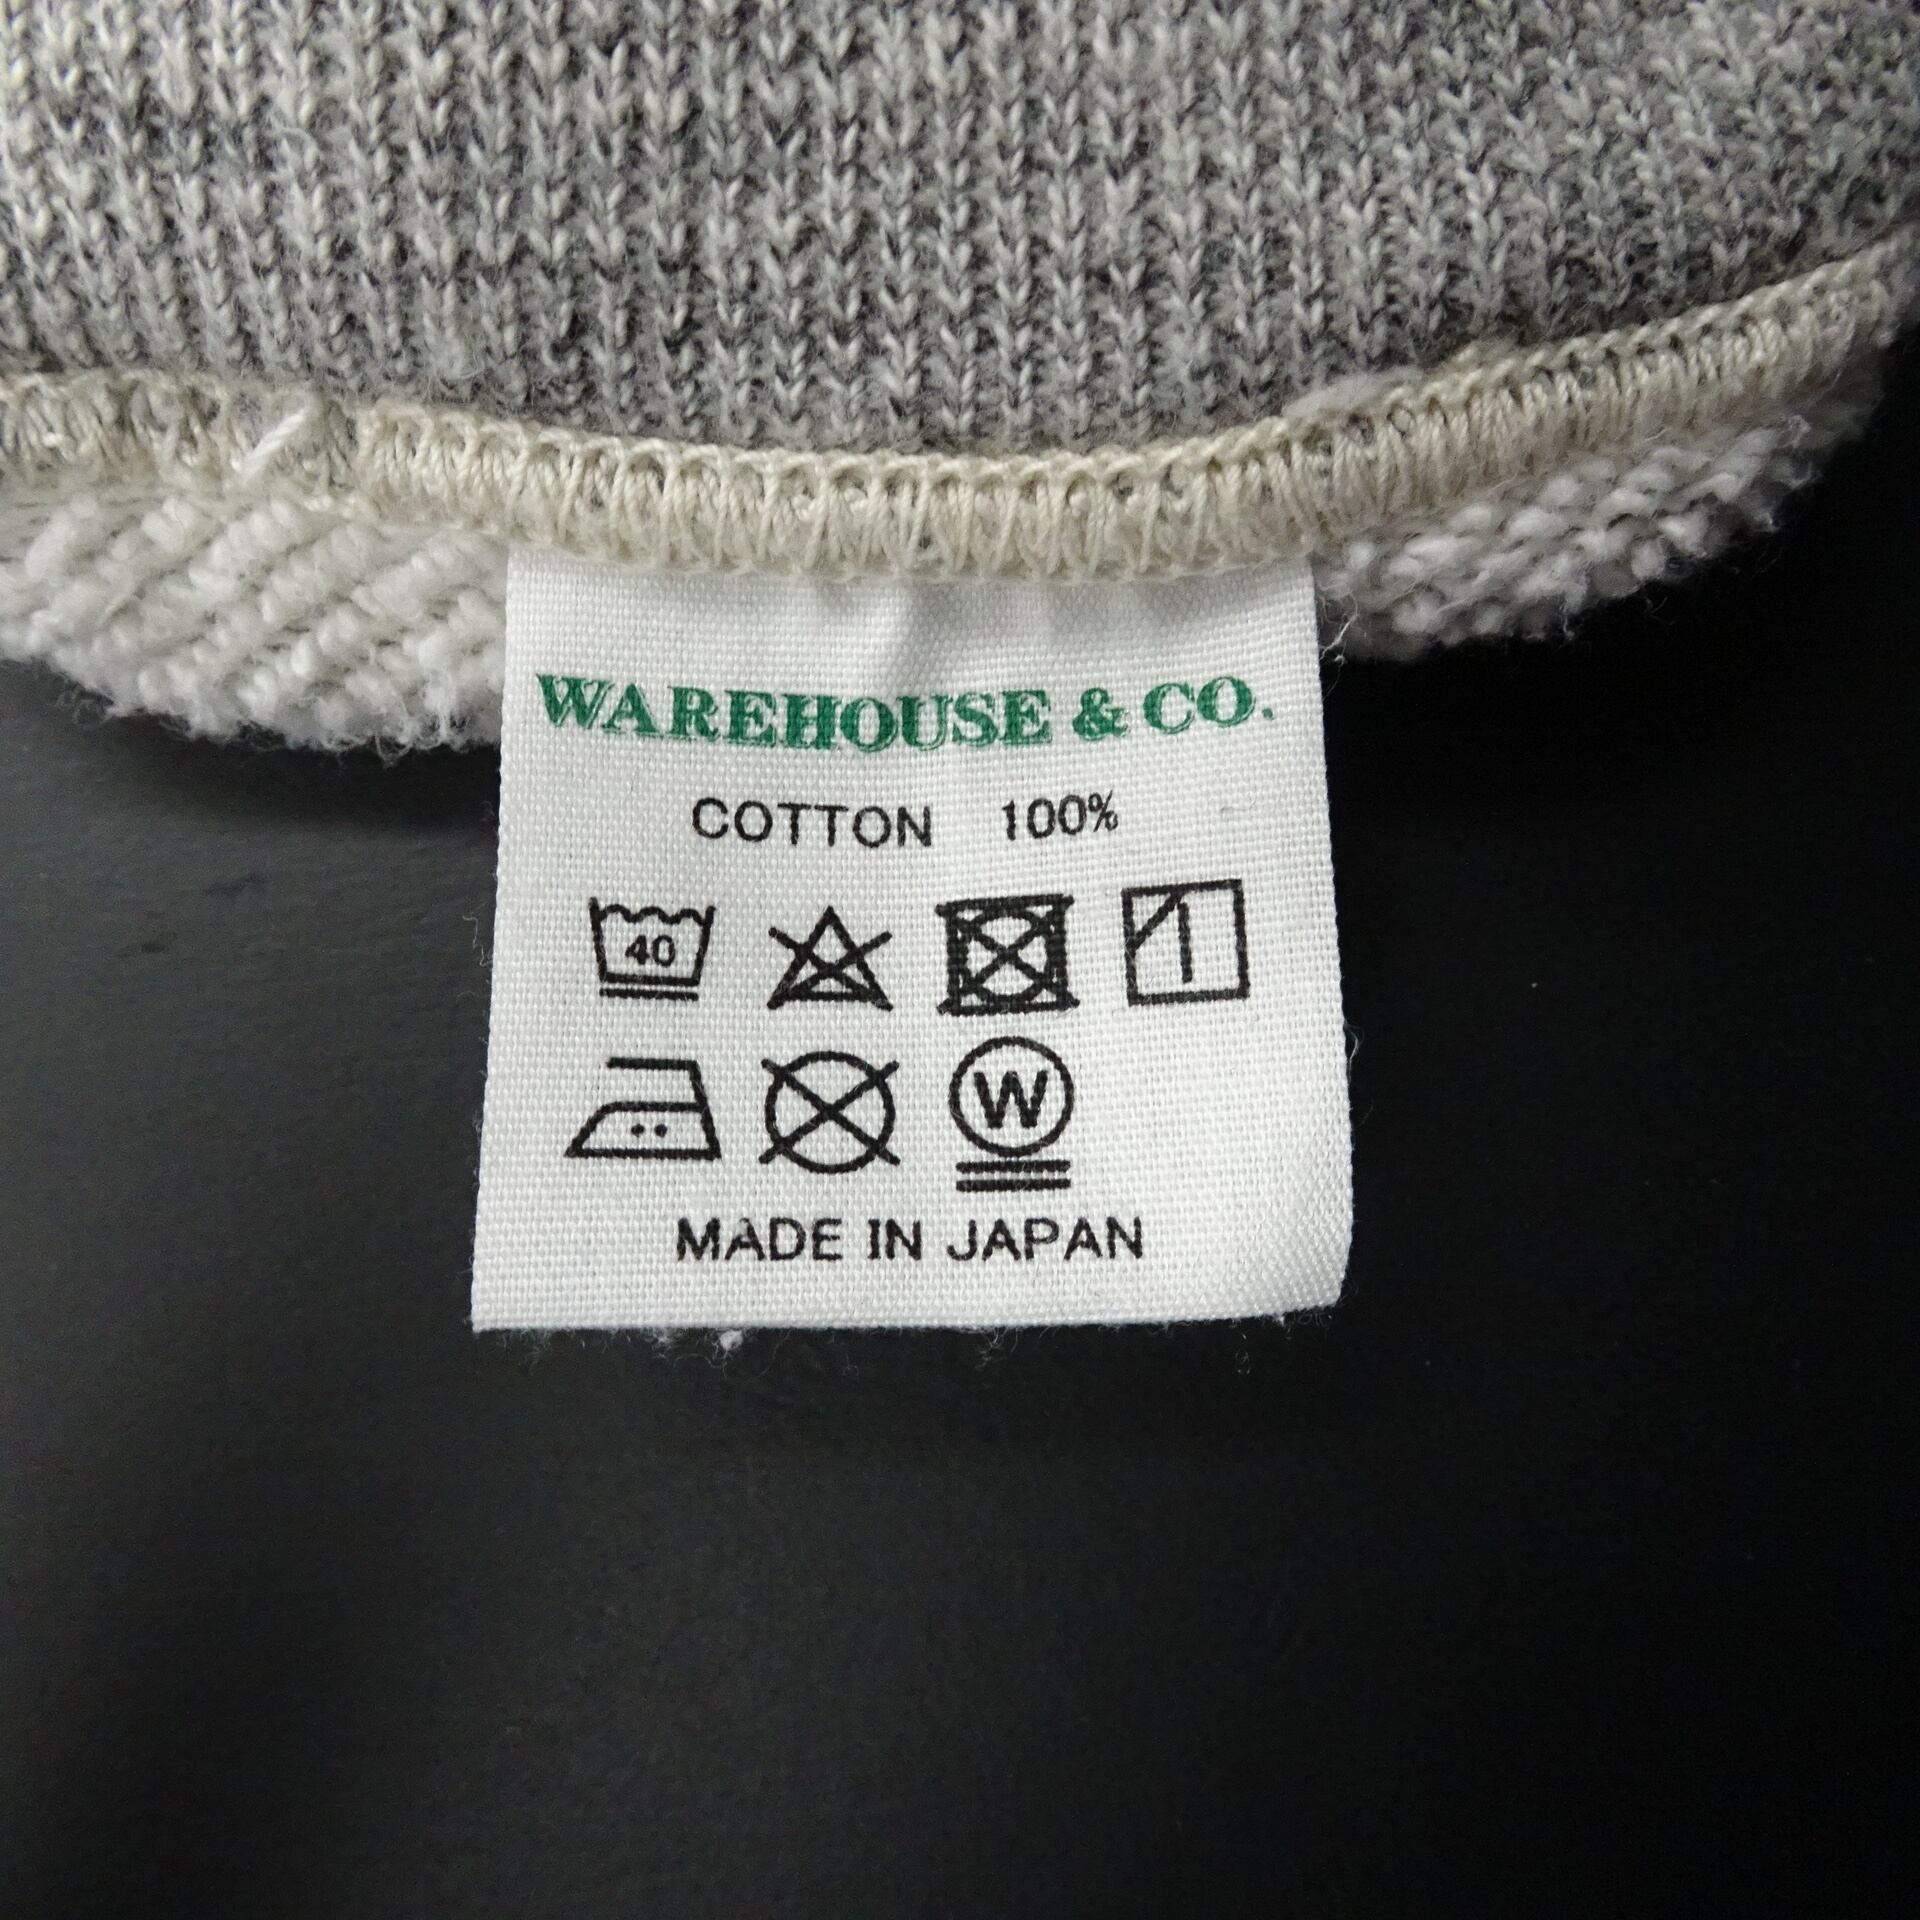 WAREHOUSE & CO.
COTTON 100%
40
W
MADE IN JAPAN